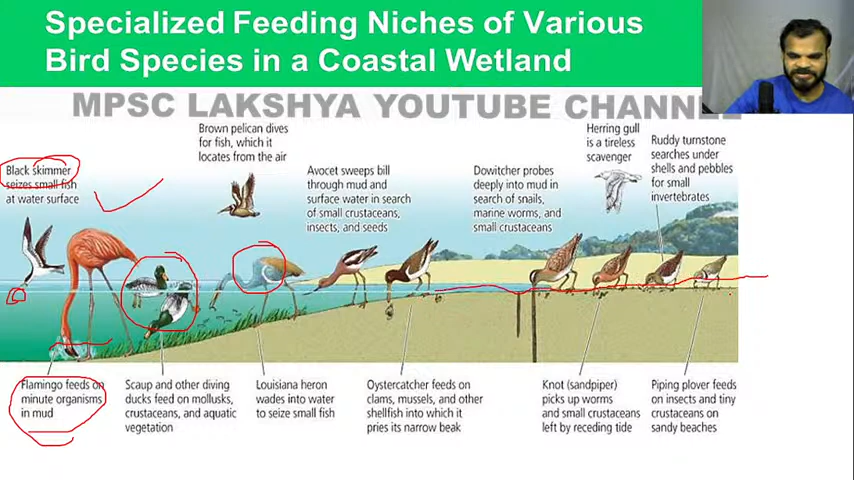 Specialized Feeding Niches of Various
Bird Species in a Coastal Wetland
MPSC LAKSHYA YOUTUBE CHANNEL
Brown pelican dives
for fish, which it
locates from the air
Herring gull
is a tireless
scavenger
Ruddy turnstone
searches under
shells and pebbles
for small
invertebrates
Black skimmer
seizes small fish
at water surface
Avocet sweeps bill
through mud and
surface water in search
of small crustaceans,
insects, and seeds
Dowitcher probes
deeply into mud in
search of snails,
marine worms, and
small crustaceans
Flamingo feeds on
minute organisms
in mud
Scaup and other diving
ducks feed on mollusks,
crustaceans, and aquatic
vegetation
Louisiana heron
wades into water
to seize small fish
Oystercatcher feeds on
clams, mussels, and other
shellfish into which it
pries its narrow beak
Knot (sandpiper)
picks up worms
and small crustaceans
left by receding tide
Piping plover feeds
on insects and tiny
crustaceans on
sandy beaches